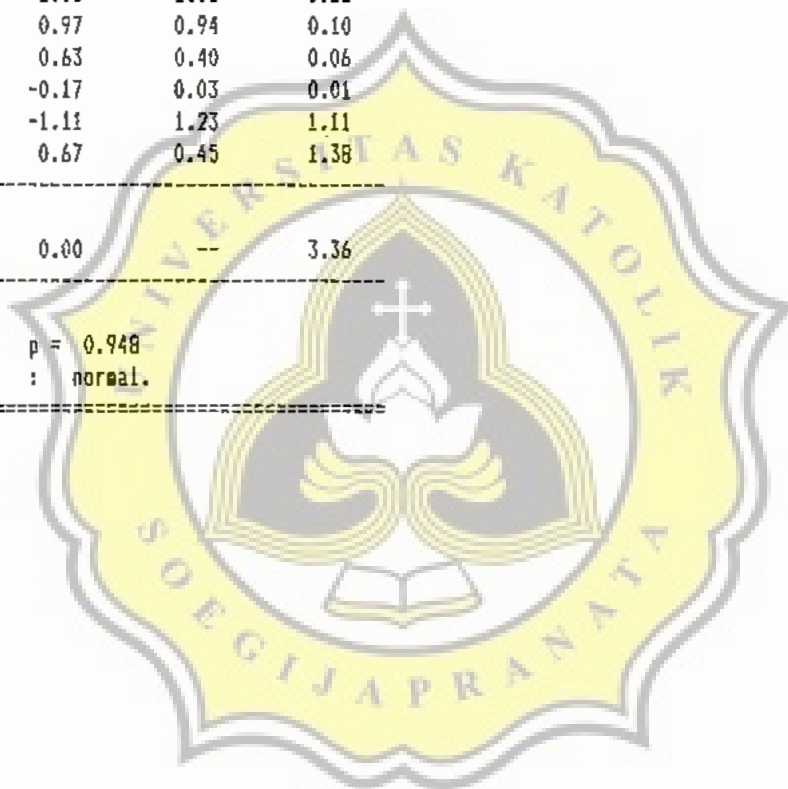 0.97 0.94 0.10
0.63 0.40 0.06
-0.17 0.03 0.01
-1.11 1.23 1.11
0.67 0.45 1.38
0.00 -- 3.36
p = 0.948
: normal.
UNIVERSITAS KATOLIK
SOEGIJAPRANATA